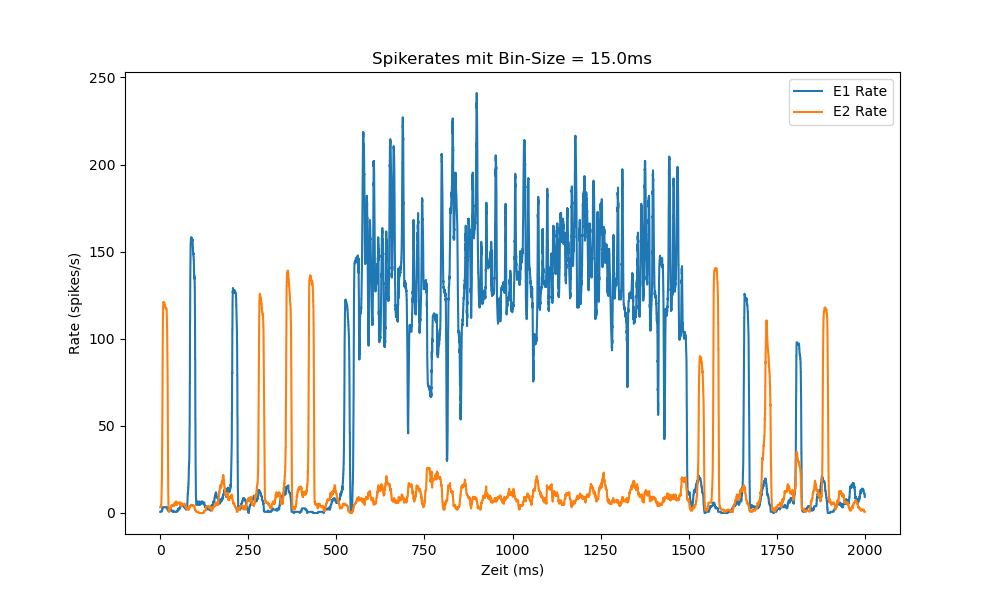 Spikerates mit Bin-Size = 15.0ms
E1 Rate
E2 Rate
Rate (spikes/s)
250
200
150
100
50
0
0 250 500 750 1000 1250 1500 1750 2000
Zeit (ms)